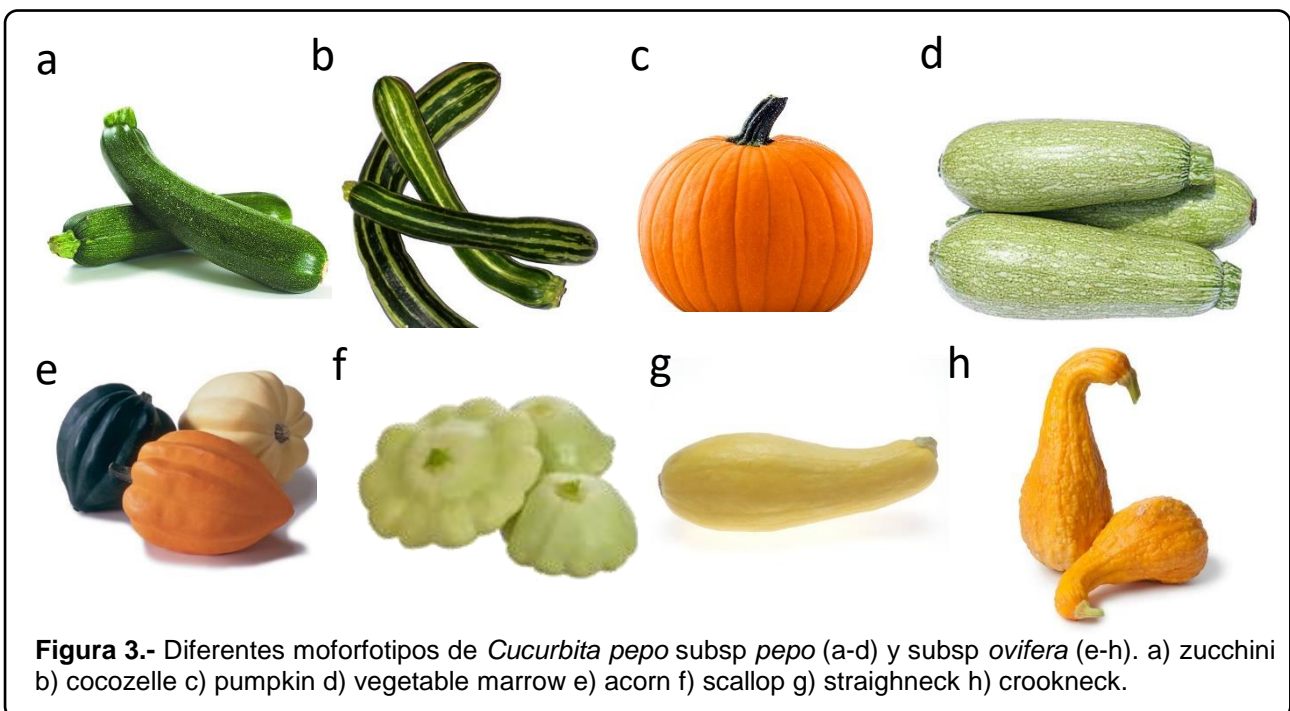 a b c d
e f g h
Figura 3.- Diferentes moforfotipos de Cucurbita pepo subsp pepo (a-d) y subsp ovifera (e-h). a) zucchini
b) cocozelle c) pumpkin d) vegetable marrow e) acorn f) scallop g) straighneck h) crookneck.